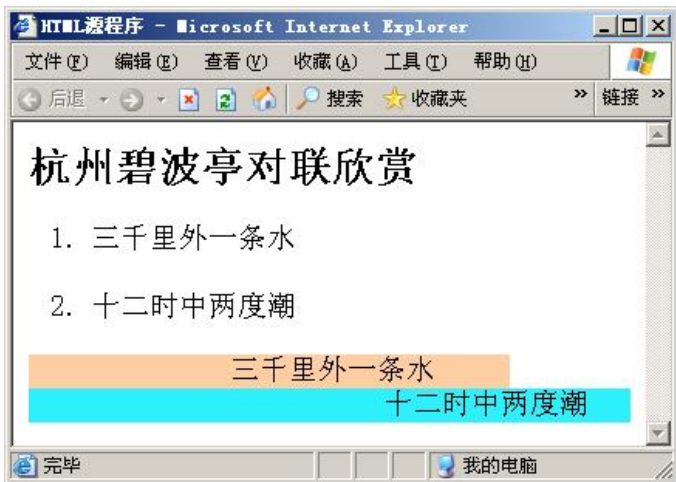 HTML源程序 - Microsoft Internet Explorer
文件(F) 编辑(E) 查看(V) 收藏(A) 工具(T) 帮助(H)
后退 搜索 收藏夹 » 链接 »
杭州碧波亭对联欣赏
1. 三千里外一条水
2. 十二时中两度潮
三千里外一条水
十二时中两度潮
完毕 我的电脑